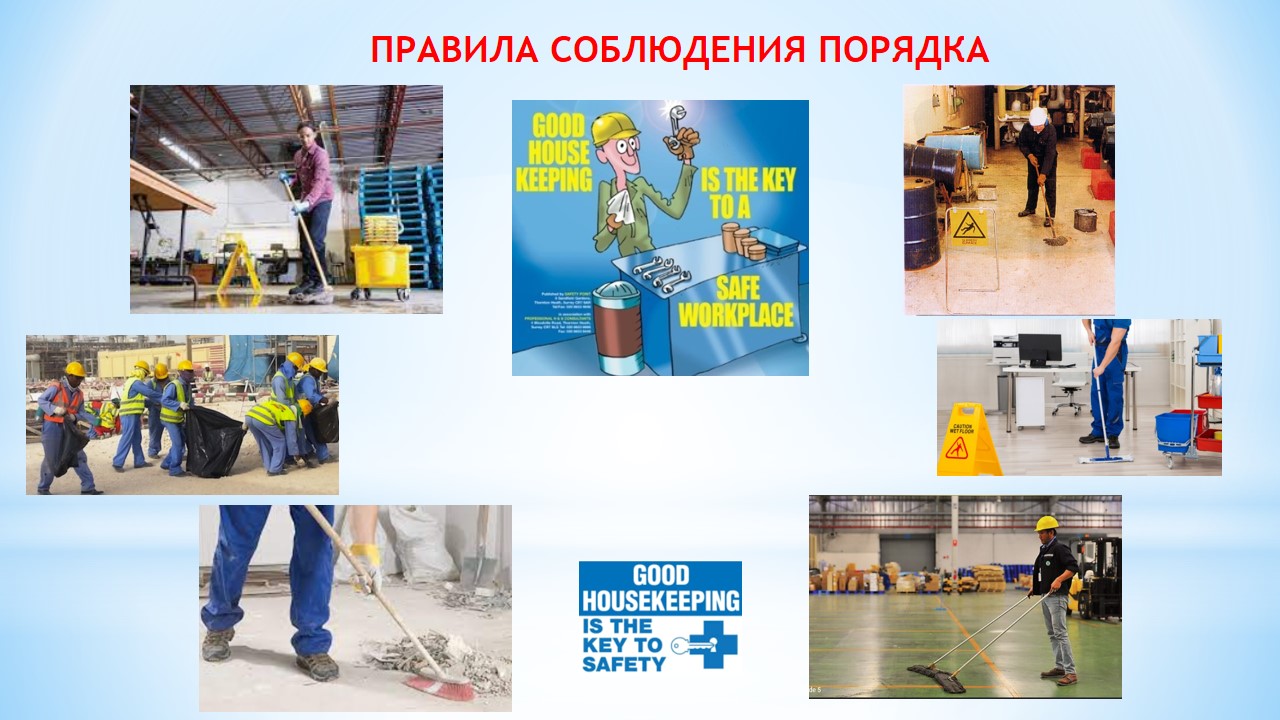 ПРАВИЛА СОБЛЮДЕНИЯ ПОРЯДКА
GOOD
HOUSE
KEEPING
IS THE KEY
TO A
SAFE
WORKPLACE
CAUTION
WET FLOOR
GOOD
HOUSEKEEPING
IS THE
KEY TO
SAFETY